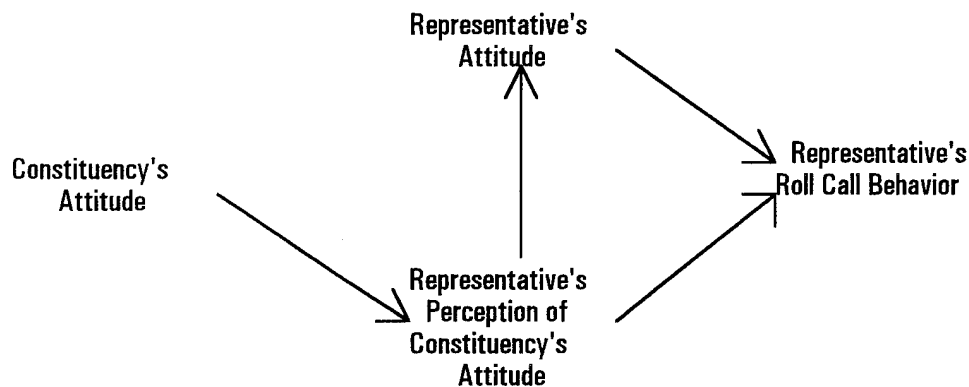 Representative's
Attitude
Constituency's
Attitude
Representative's
Roll Call Behavior
Representative's
Perception of
Constituency's
Attitude